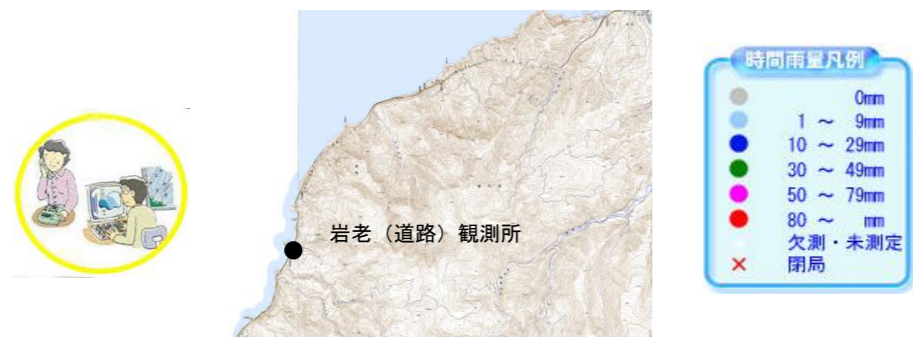 岩老（道路）観測所
時間雨量凡例
0mm
1 ～ 9mm
10 ～ 29mm
30 ～ 49mm
50 ～ 79mm
80 ～ mm
欠測・未測定
閉局